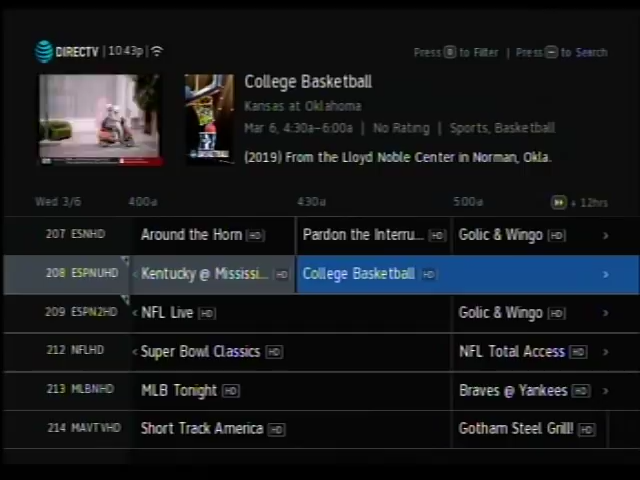 DIRECTV | 10:43p |
Press to Filter | Press to Search
College Basketball
Kansas at Oklahoma
Mar 6, 4:30a-6:00a | No Rating | Sports, Basketball
(2019) From the Lloyd Noble Center in Norman, Okla.
Wed 3/6 4:00a 4:30a 5:00a + 12hrs
207 ESNHD Around the Horn HD Pardon the Interru... HD Golic & Wingo HD >
208 ESPNUHD < Kentucky @ Mississi... HD College Basketball HD >
209 ESPN2HD < NFL Live HD Golic & Wingo HD >
212 NFLHD < Super Bowl Classics HD NFL Total Access HD >
213 MLBNHD MLB Tonight HD Braves @ Yankees HD >
214 MAVTVHD Short Track America HD Gotham Steel Grill! HD